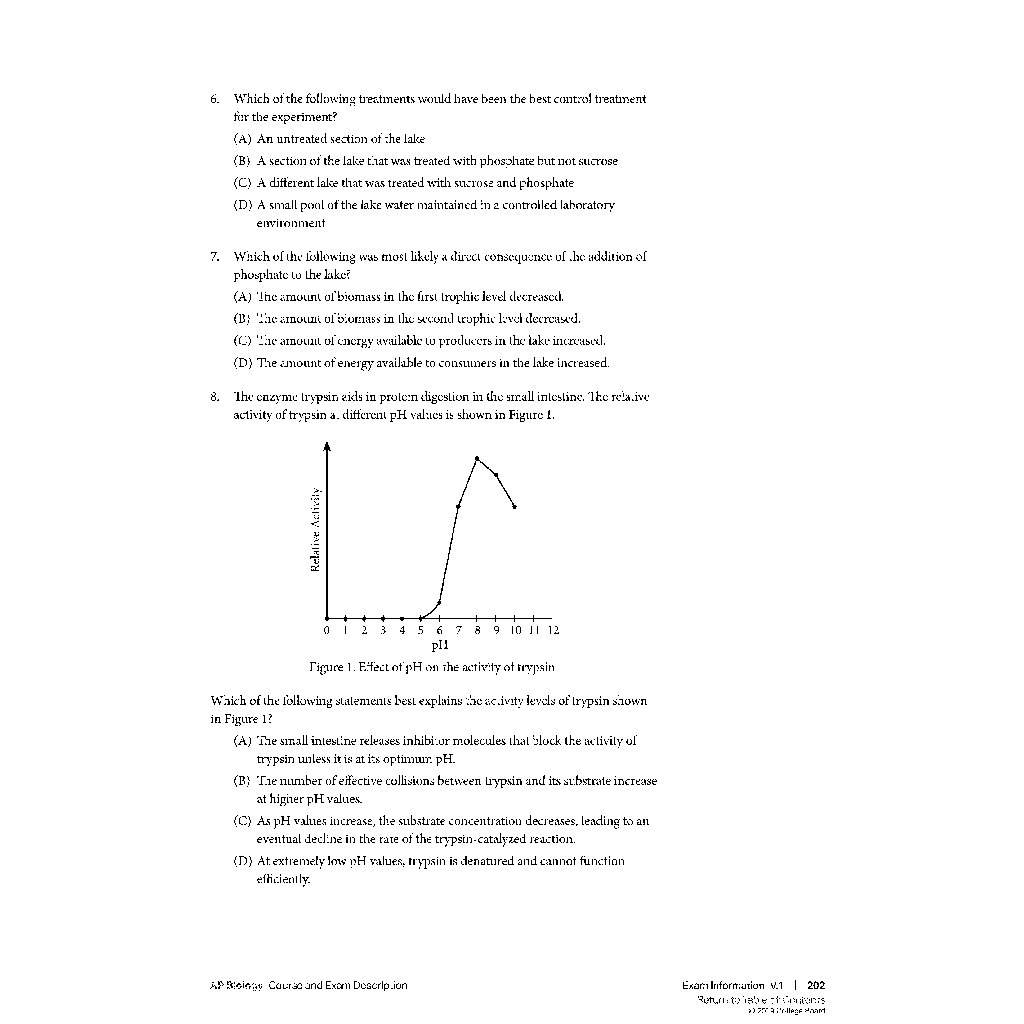 6. Which of the following treatments would have been the best control treatment
for the experiment?
(A) An untreated section of the lake
(B) A section of the lake that was treated with phosphate but not sucrose
(C) A different lake that was treated with sucrose and phosphate
(D) A small pool of the lake water maintained in a controlled laboratory
environment
7. Which of the following was most likely a direct consequence of the addition of
phosphate to the lake?
(A) The amount of biomass in the first trophic level decreased.
(B) The amount of biomass in the second trophic level decreased.
(C) The amount of energy available to producers in the lake increased.
(D) The amount of energy available to consumers in the lake increased.
8. The enzyme trypsin aids in protein digestion in the small intestine. The relative
activity of trypsin at different pH values is shown in Figure 1.
Relative Activity
0 1 2 3 4 5 6 7 8 9 10 11 12
pH
Figure 1. Effect of pH on the activity of trypsin
Which of the following statements best explains the activity levels of trypsin shown
in Figure 1?
(A) The small intestine releases inhibitor molecules that block the activity of
trypsin unless it is at its optimum pH.
(B) The number of effective collisions between trypsin and its substrate increase
at higher pH values.
(C) As pH values increase, the substrate concentration decreases, leading to an
eventual decline in the rate of the trypsin-catalyzed reaction.
(D) At extremely low pH values, trypsin is denatured and cannot function
efficiently.
AP Biology Course and Exam Description
Exam Information V.1 | 202
Return to Table of Contents
© 2019 College Board